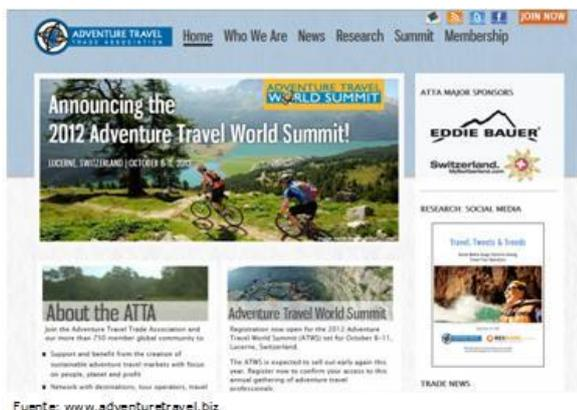 JOIN NOW
ADVENTURE TRAVEL
TRADE ASSOCIATION
Home Who We Are News Research Summit Membership
Announcing the
2012 Adventure Travel World Summit!
LUCERNE, SWITZERLAND | OCTOBER 8-11, 2012
ADVENTURE TRAVEL
WORLD SUMMIT
ATTA MAJOR SPONSORS
EDDIE BAUER
Switzerland.
MySwitzerland.com
RESEARCH: SOCIAL MEDIA
Travel, Tweets & Trends
TRADE NEWS
About the ATTA
Join the Adventure Travel Trade Association and
our more than 750 member global community to
Support and benefit from the creation of
sustainable adventure travel markets with focus
on people, planet and profit
Network with destinations, tour operators, travel
Adventure Travel World Summit
Registration now open for the 2012 Adventure
Travel World Summit (ATWS) set for October 8-11,
Lucerne, Switzerland.
The ATWS is expected to sell out early again this
year. Register now to confirm your access to this
annual gathering of adventure travel
professionals.
Fuente: www.adventuretravel.biz